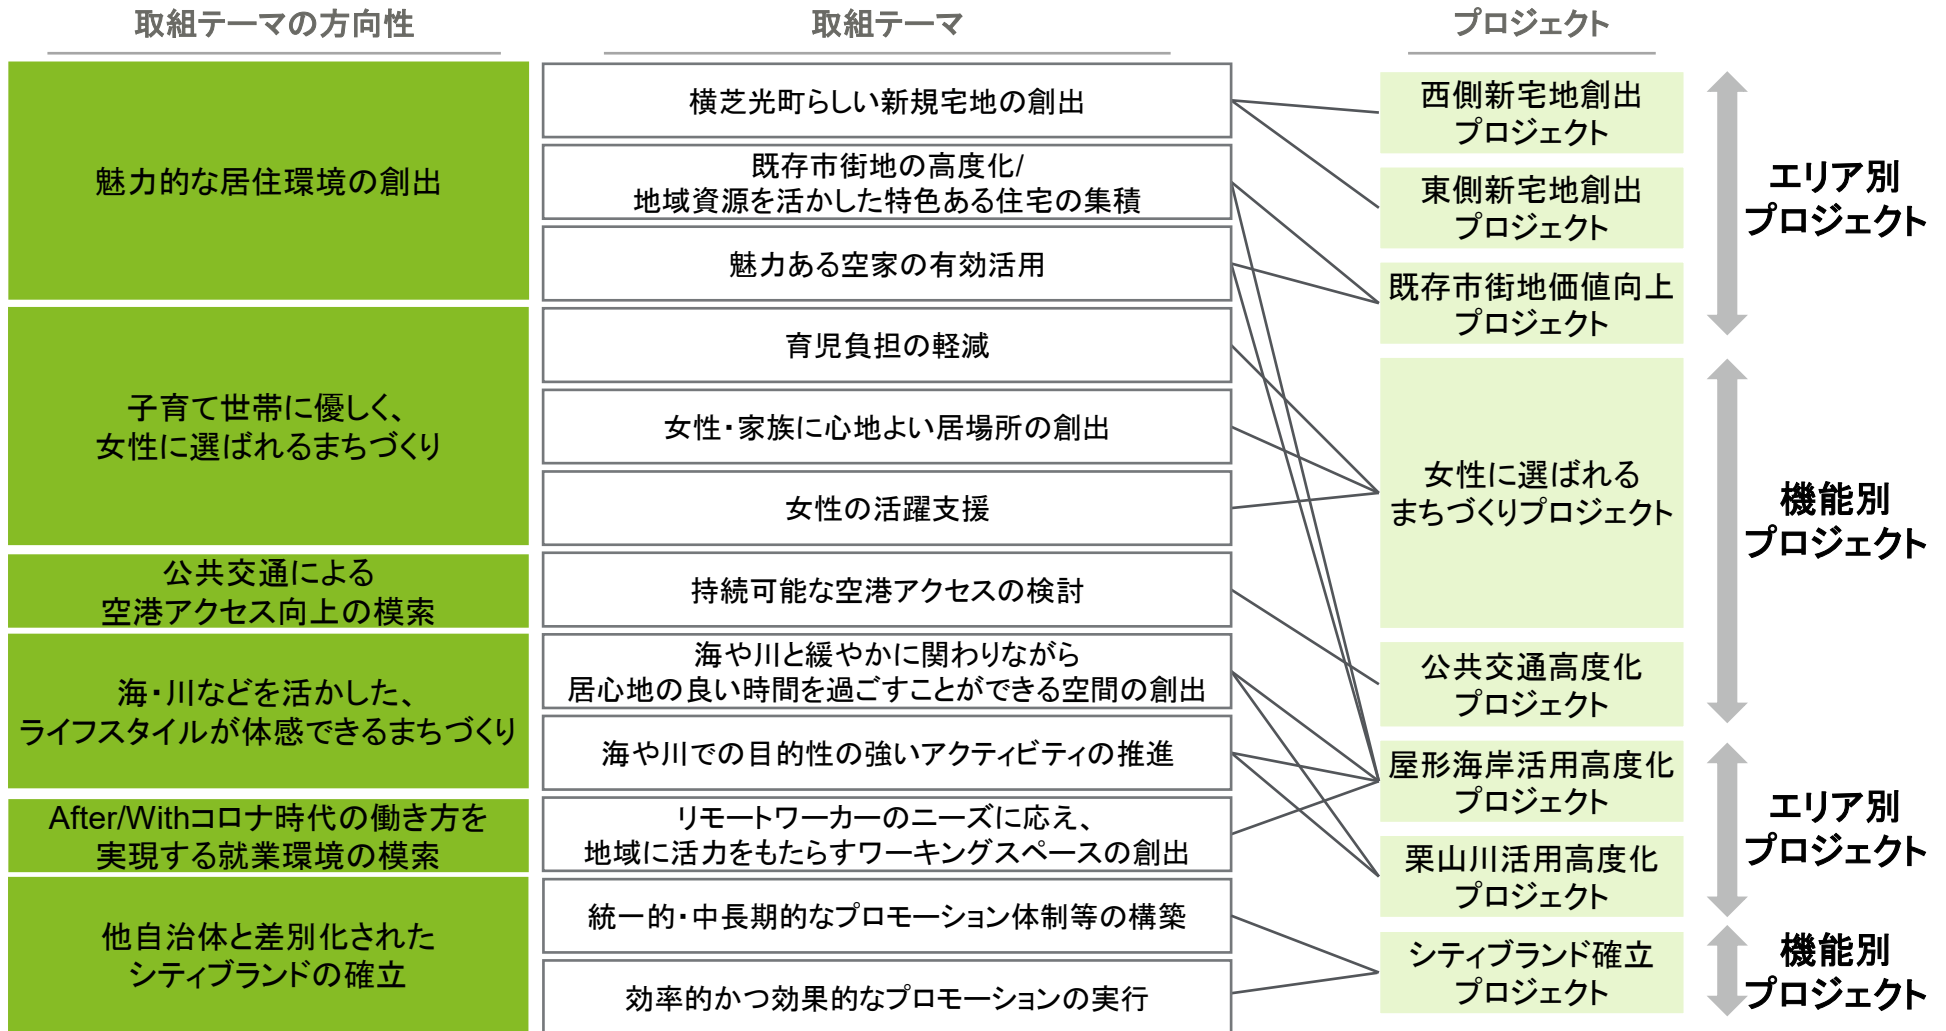 取組テーマの方向性
取組テーマ
プロジェクト
魅力的な居住環境の創出
子育て世帯に優しく、
女性に選ばれるまちづくり
公共交通による
空港アクセス向上の模索
海・川などを活かした、
ライフスタイルが体感できるまちづくり
After/Withコロナ時代の働き方を
実現する就業環境の模索
他自治体と差別化された
シティブランドの確立
横芝光町らしい新規宅地の創出
既存市街地の高度化/
地域資源を活かした特色ある住宅の集積
魅力ある空家の有効活用
育児負担の軽減
女性・家族に心地よい居場所の創出
女性の活躍支援
持続可能な空港アクセスの検討
海や川と緩やかに関わりながら
居心地の良い時間を過ごすことができる空間の創出
海や川での目的性の強いアクティビティの推進
リモートワーカーのニーズに応え、
地域に活力をもたらすワーキングスペースの創出
統一的・中長期的なプロモーション体制等の構築
効率的かつ効果的なプロモーションの実行
西側新宅地創出
プロジェクト
東側新宅地創出
プロジェクト
既存市街地価値向上
プロジェクト
女性に選ばれる
まちづくりプロジェクト
公共交通高度化
プロジェクト
屋形海岸活用高度化
プロジェクト
栗山川活用高度化
プロジェクト
シティブランド確立
プロジェクト
エリア別
プロジェクト
機能別
プロジェクト
エリア別
プロジェクト
機能別
プロジェクト